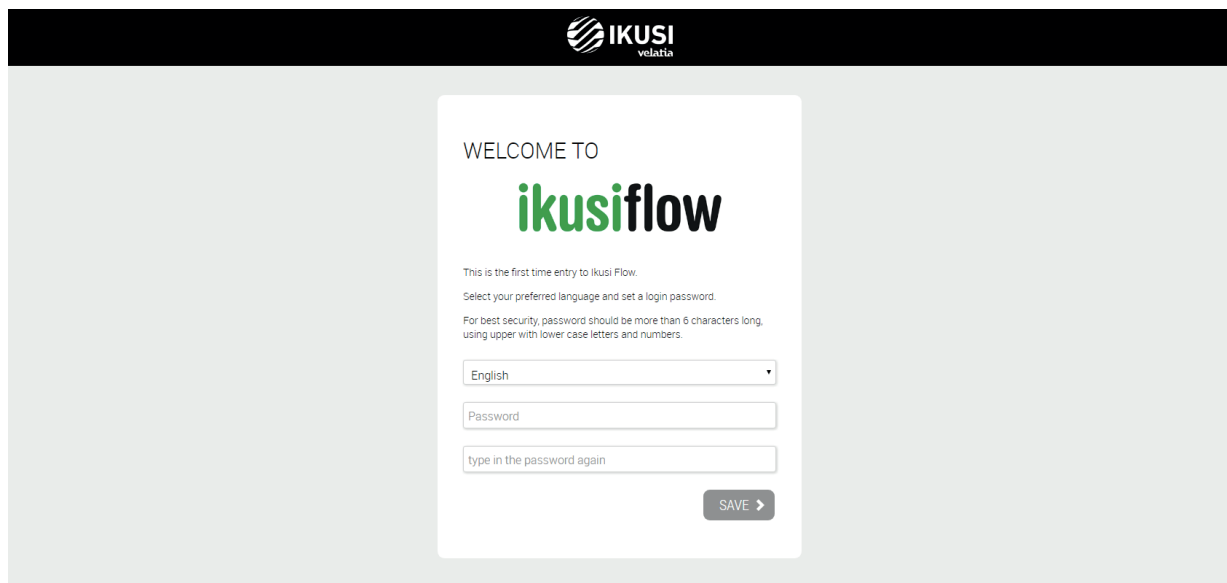 IKUSI
velatia
WELCOME TO
ikusiflow
This is the first time entry to Ikusi Flow.
Select your preferred language and set a login password.
For best security, password should be more than 6 characters long,
using upper with lower case letters and numbers.
English
Password
type in the password again
SAVE